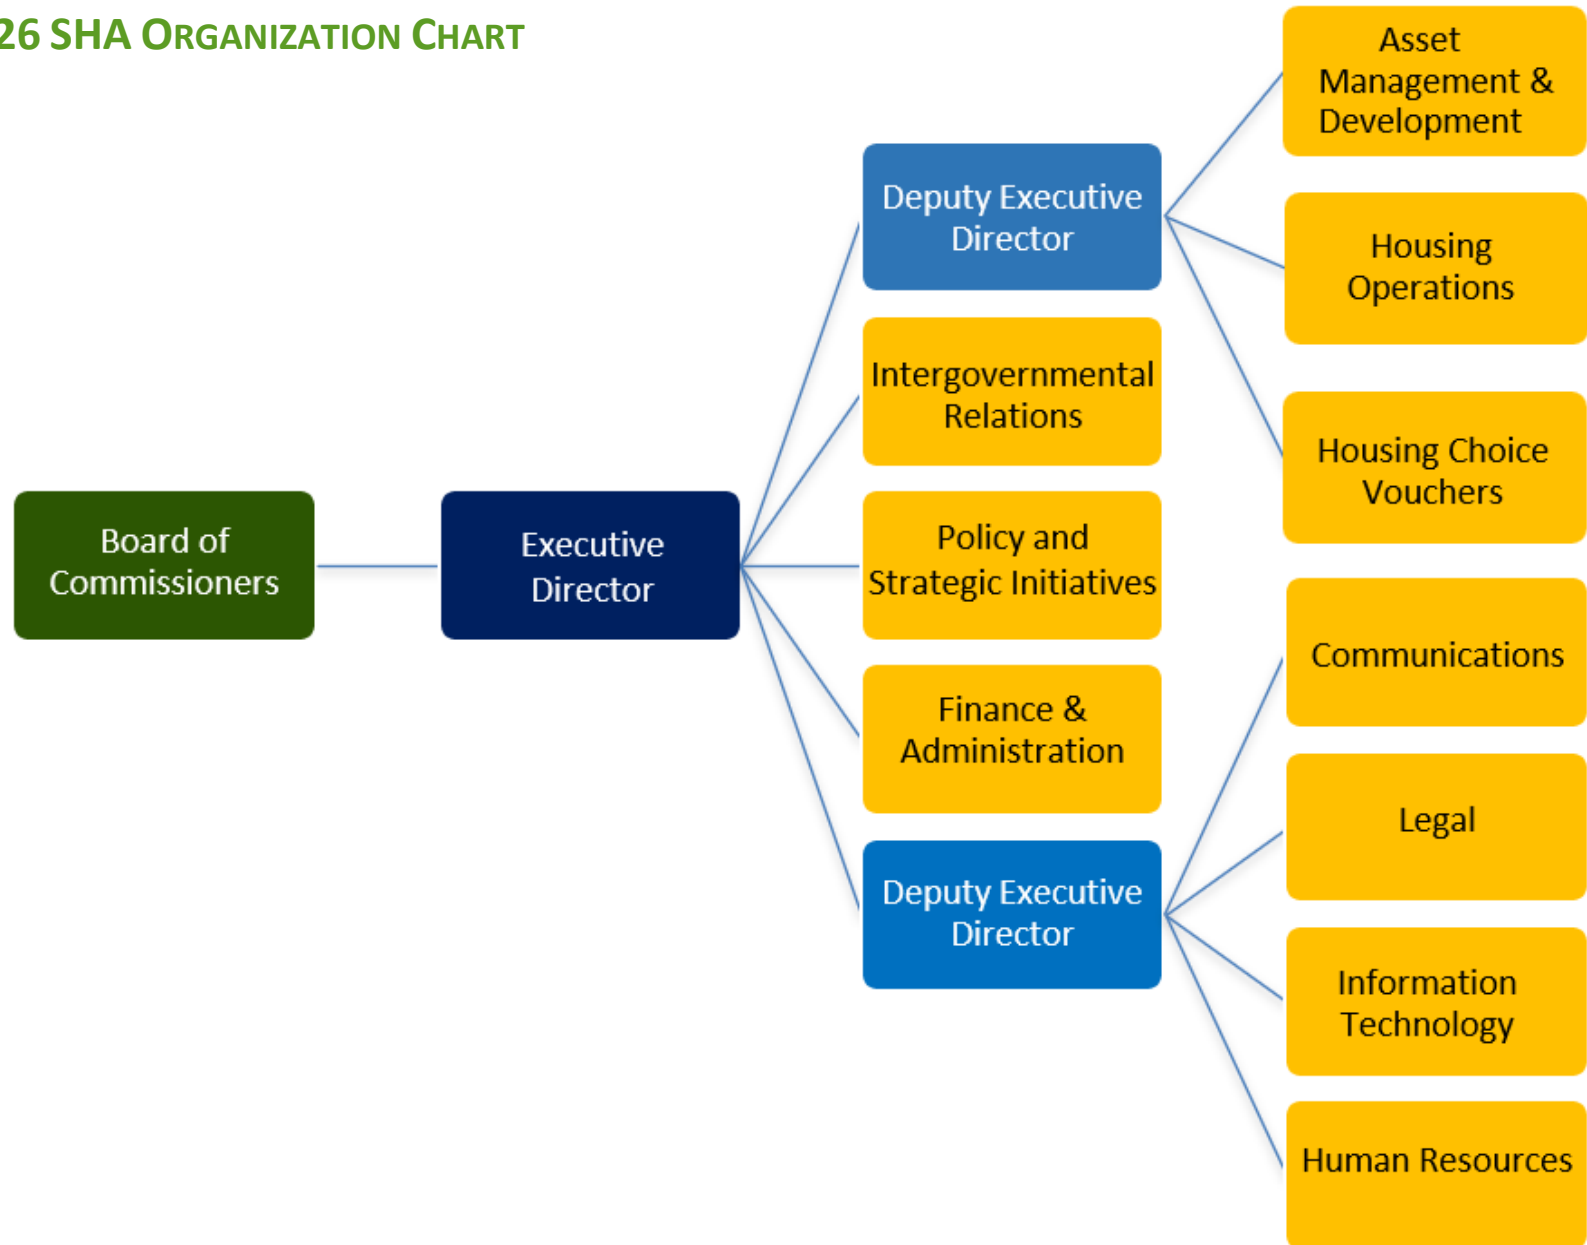 26 SHA ORGANIZATION CHART
Asset
Management &
Development
Deputy Executive
Director
Housing
Operations
Intergovernmental
Relations
Housing Choice
Vouchers
Board of
Commissioners
Executive
Director
Policy and
Strategic Initiatives
Communications
Finance &
Administration
Legal
Deputy Executive
Director
Information
Technology
Human Resources